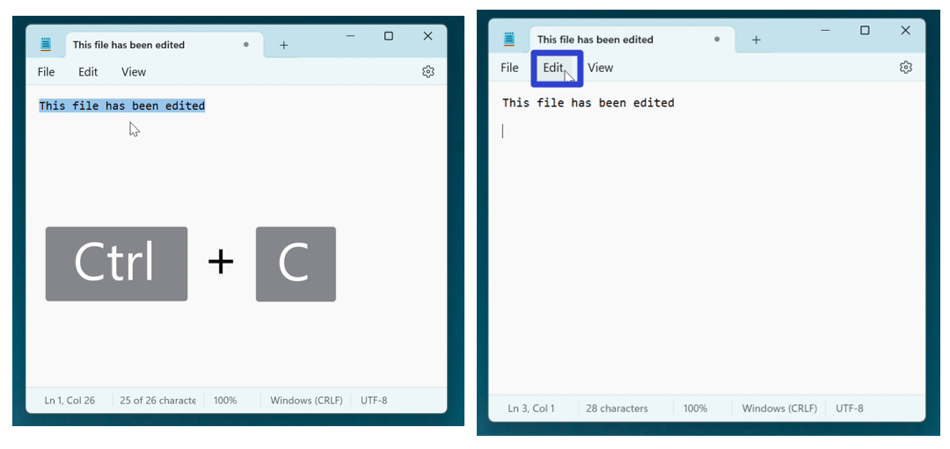 This file has been edited
File Edit View
This file has been edited
Ctrl + C
Ln 1, Col 26 25 of 26 characte 100% Windows (CRLF) UTF-8
This file has been edited
File Edit View
This file has been edited
Ln 3, Col 1 28 characters 100% Windows (CRLF) UTF-8